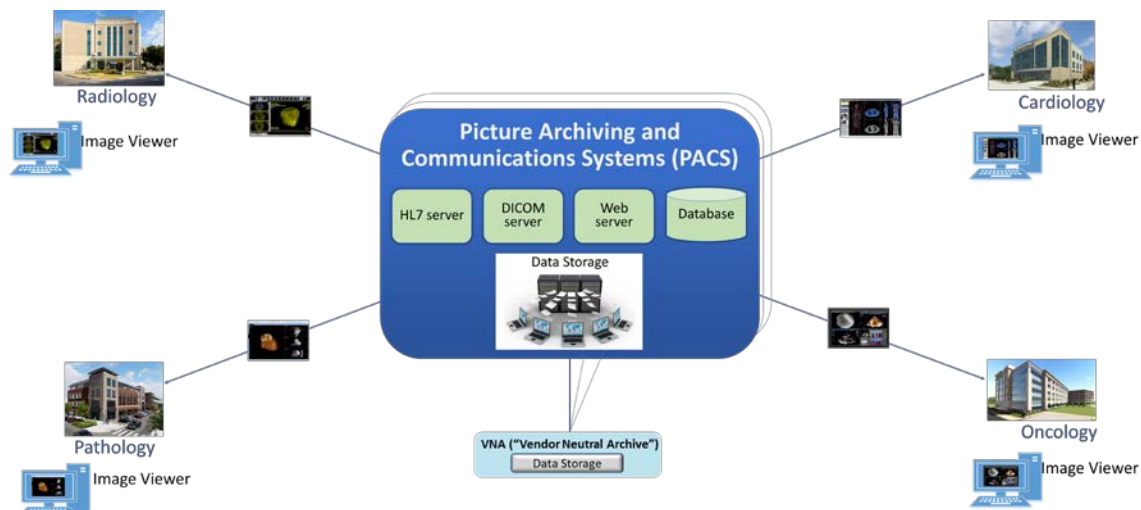 Radiology
Image Viewer
Cardiology
Image Viewer
Picture Archiving and
Communications Systems (PACS)
HL7 server
DICOM
server
Web
server
Database
Data Storage
Pathology
Image Viewer
Oncology
Image Viewer
VNA (“Vendor Neutral Archive”)
Data Storage